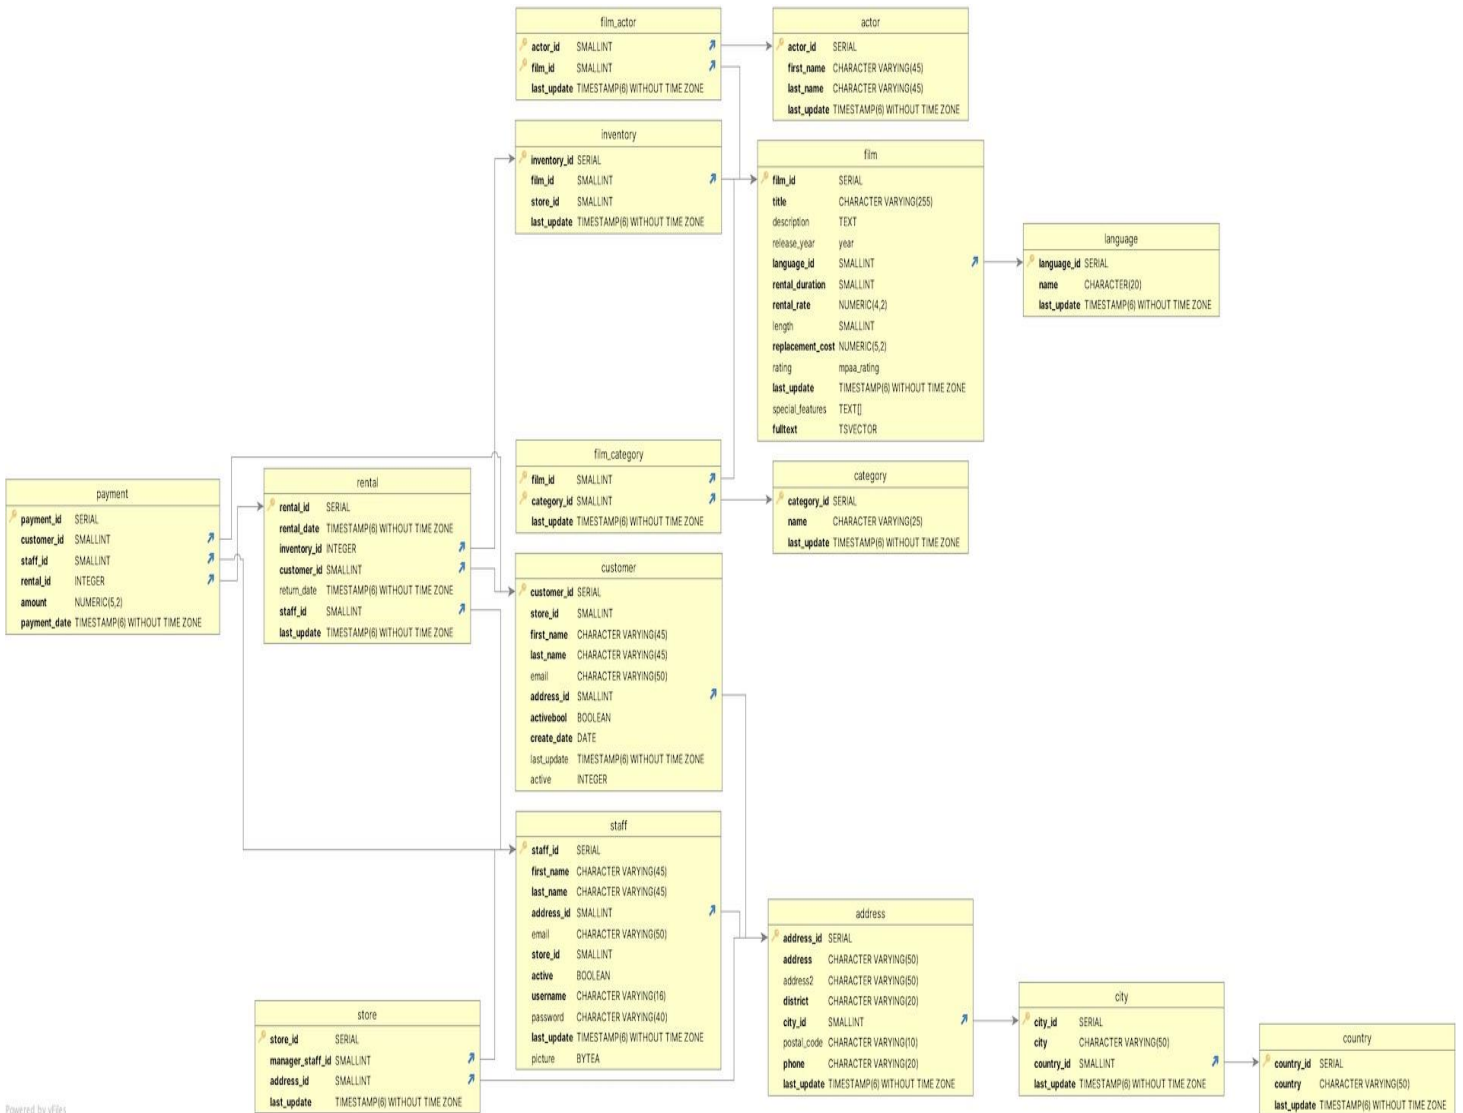 film_actor
actor_id SMALLINT
film_id SMALLINT
last_update TIMESTAMP(6) WITHOUT TIME ZONE
actor
actor_id SERIAL
first_name CHARACTER VARYING(45)
last_name CHARACTER VARYING(45)
last_update TIMESTAMP(6) WITHOUT TIME ZONE
inventory
inventory_id SERIAL
film_id SMALLINT
store_id SMALLINT
last_update TIMESTAMP(6) WITHOUT TIME ZONE
film
film_id SERIAL
title CHARACTER VARYING(255)
description TEXT
release_year year
language_id SMALLINT
rental_duration SMALLINT
rental_rate NUMERIC(4,2)
length SMALLINT
replacement_cost NUMERIC(5,2)
rating mpaa_rating
last_update TIMESTAMP(6) WITHOUT TIME ZONE
special_features TEXT[]
fulltext TSVECTOR
language
language_id SERIAL
name CHARACTER(20)
last_update TIMESTAMP(6) WITHOUT TIME ZONE
film_category
film_id SMALLINT
category_id SMALLINT
last_update TIMESTAMP(6) WITHOUT TIME ZONE
category
category_id SERIAL
name CHARACTER VARYING(25)
last_update TIMESTAMP(6) WITHOUT TIME ZONE
payment
payment_id SERIAL
customer_id SMALLINT
staff_id SMALLINT
rental_id INTEGER
amount NUMERIC(5,2)
payment_date TIMESTAMP(6) WITHOUT TIME ZONE
rental
rental_id SERIAL
rental_date TIMESTAMP(6) WITHOUT TIME ZONE
inventory_id INTEGER
customer_id SMALLINT
return_date TIMESTAMP(6) WITHOUT TIME ZONE
staff_id SMALLINT
last_update TIMESTAMP(6) WITHOUT TIME ZONE
customer
customer_id SERIAL
store_id SMALLINT
first_name CHARACTER VARYING(45)
last_name CHARACTER VARYING(45)
email CHARACTER VARYING(50)
address_id SMALLINT
activebool BOOLEAN
create_date DATE
last_update TIMESTAMP(6) WITHOUT TIME ZONE
active INTEGER
staff
staff_id SERIAL
first_name CHARACTER VARYING(45)
last_name CHARACTER VARYING(45)
address_id SMALLINT
email CHARACTER VARYING(50)
store_id SMALLINT
active BOOLEAN
username CHARACTER VARYING(16)
password CHARACTER VARYING(40)
last_update TIMESTAMP(6) WITHOUT TIME ZONE
picture BYTEA
address
address_id SERIAL
address CHARACTER VARYING(50)
address2 CHARACTER VARYING(50)
district CHARACTER VARYING(20)
city_id SMALLINT
postal_code CHARACTER VARYING(10)
phone CHARACTER VARYING(20)
last_update TIMESTAMP(6) WITHOUT TIME ZONE
store
store_id SERIAL
manager_staff_id SMALLINT
address_id SMALLINT
last_update TIMESTAMP(6) WITHOUT TIME ZONE
city
city_id SERIAL
city CHARACTER VARYING(50)
country_id SMALLINT
last_update TIMESTAMP(6) WITHOUT TIME ZONE
country
country_id SERIAL
country CHARACTER VARYING(50)
last_update TIMESTAMP(6) WITHOUT TIME ZONE
Powered by yFiles